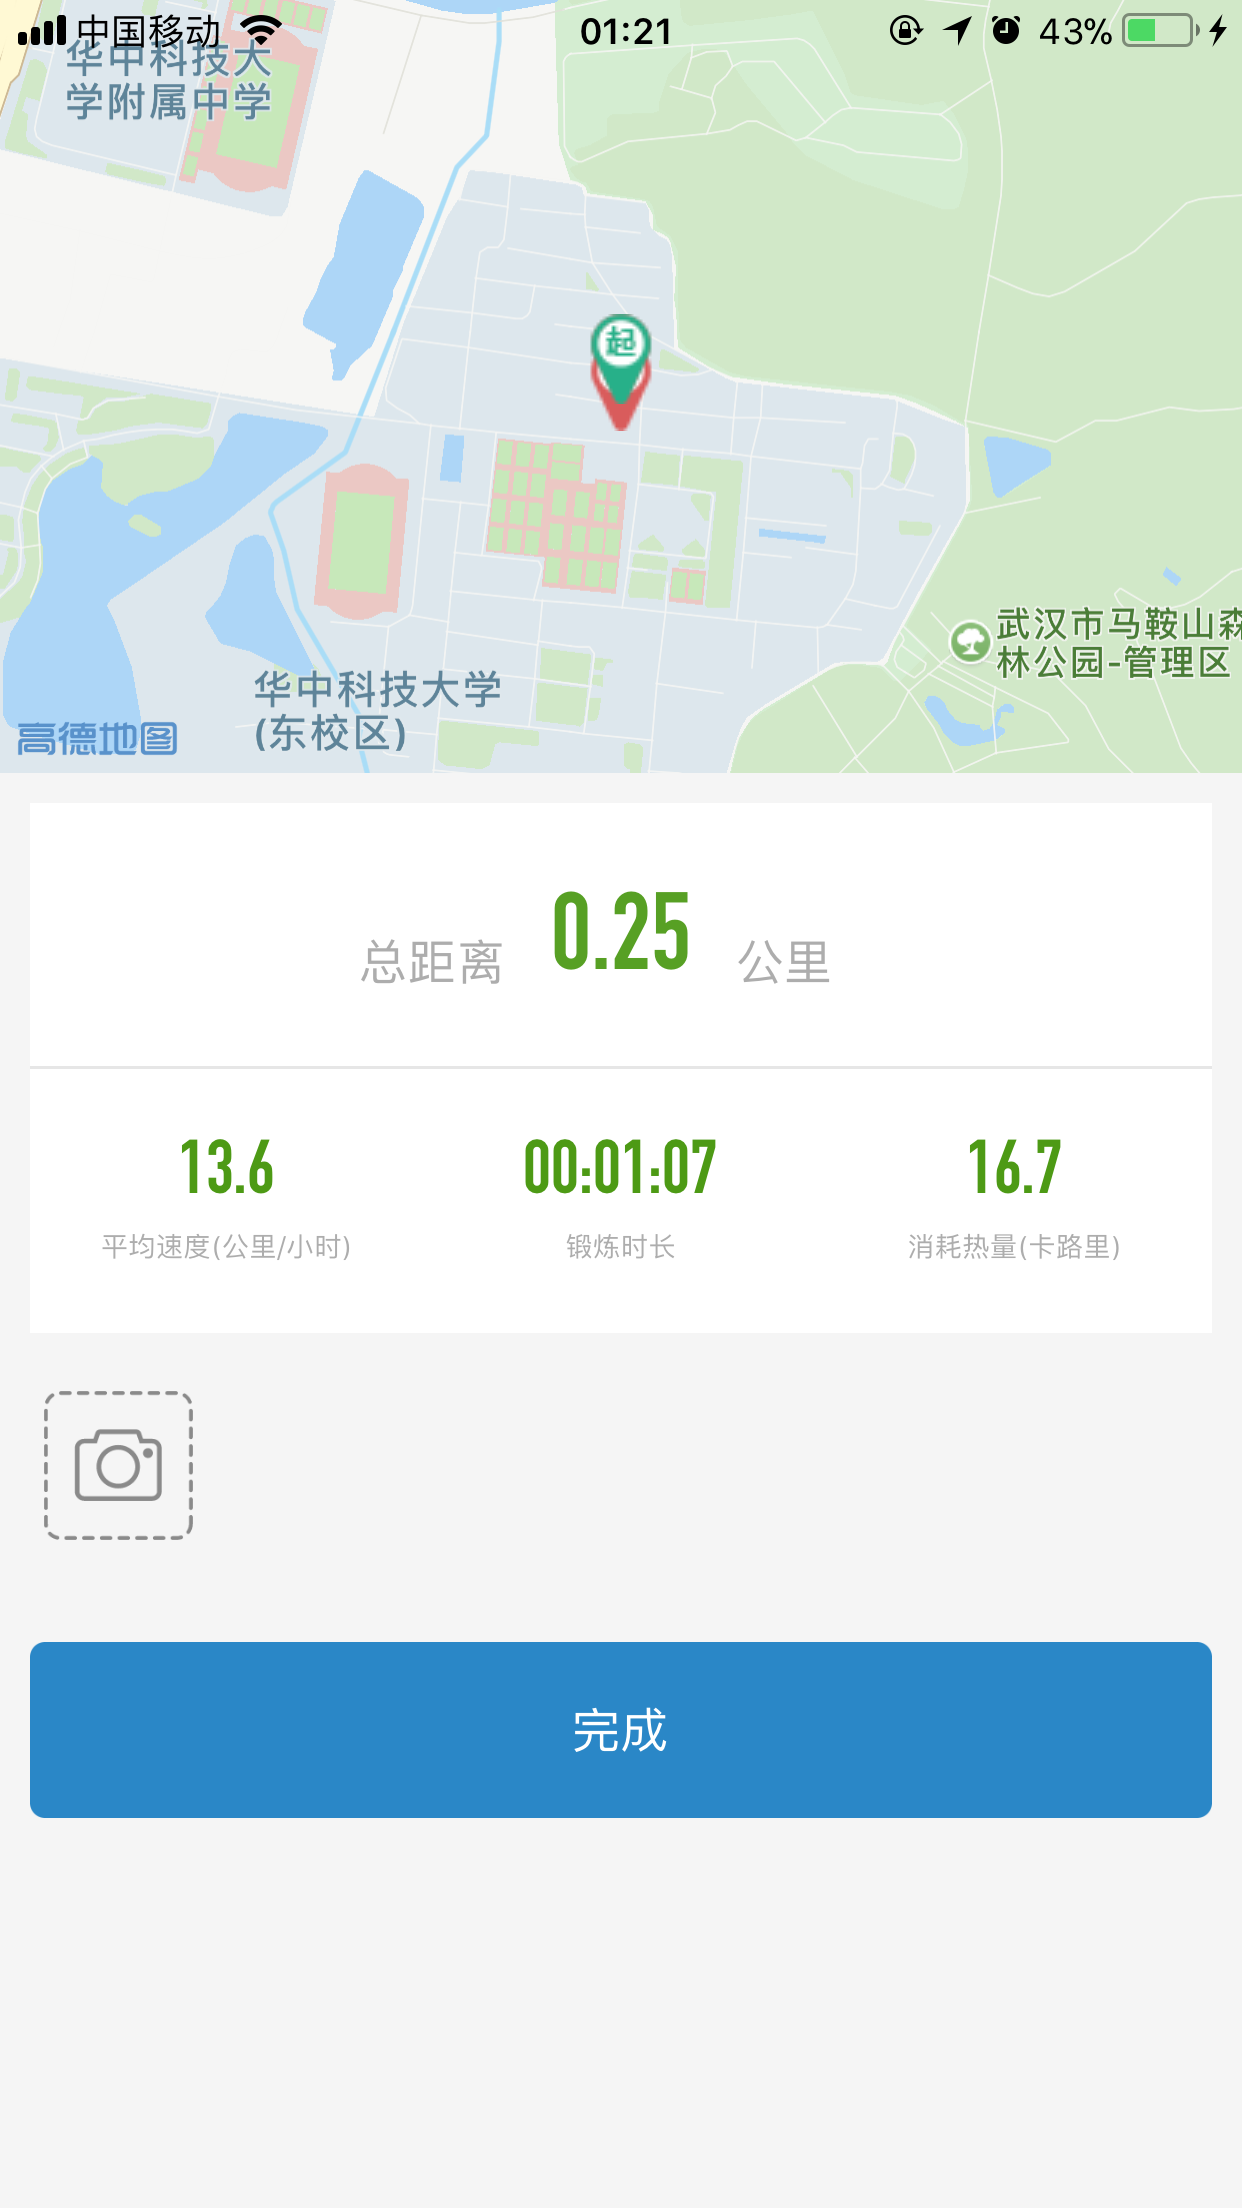 中国移动
01:21
43%
华中科技大
学附属中学
起
武汉市马鞍山森
林公园-管理区
华中科技大学
(东校区)
高德地图
总距离 0.25 公里
13.6 00:01:07 16.7
平均速度(公里/小时) 锻炼时长 消耗热量(卡路里)
完成